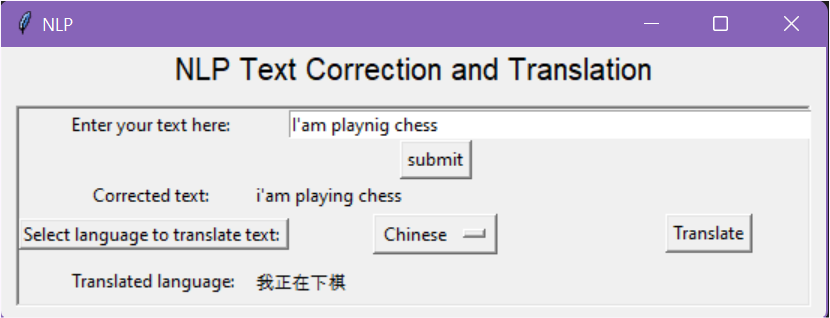 NLP
NLP Text Correction and Translation
Enter your text here: I'am playnig chess
submit
Corrected text: i'am playing chess
Select language to translate text: Chinese Translate
Translated language: 我正在下棋